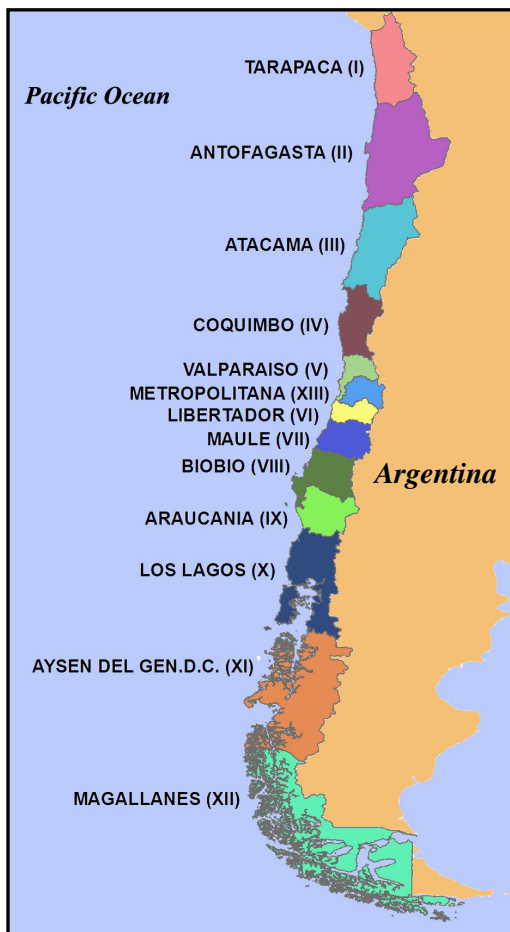 TARAPACA (I)
Pacific Ocean
ANTOFAGASTA (II)
ATACAMA (III)
COQUIMBO (IV)
VALPARAISO (V)
METROPOLITANA (XIII)
LIBERTADOR (VI)
MAULE (VII)
BIOBIO (VIII)
Argentina
ARAUCANIA (IX)
LOS LAGOS (X)
AYSEN DEL GEN.D.C. (XI)
MAGALLANES (XII)